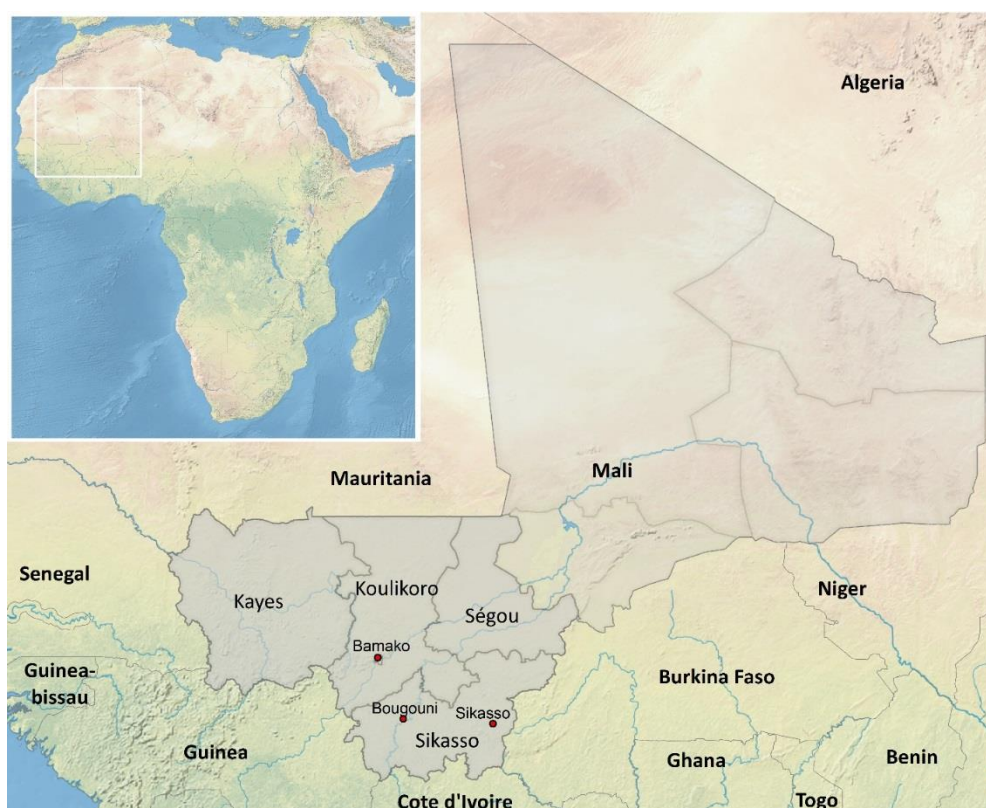 Algeria
Mauritania
Mali
Senegal
Kayes
Koulikoro
Ségou
Niger
Bamako
Guinea-
bissau
Burkina Faso
Bougouni
Sikasso
Sikasso
Guinea
Ghana
Benin
Togo
Cote d'Ivoire